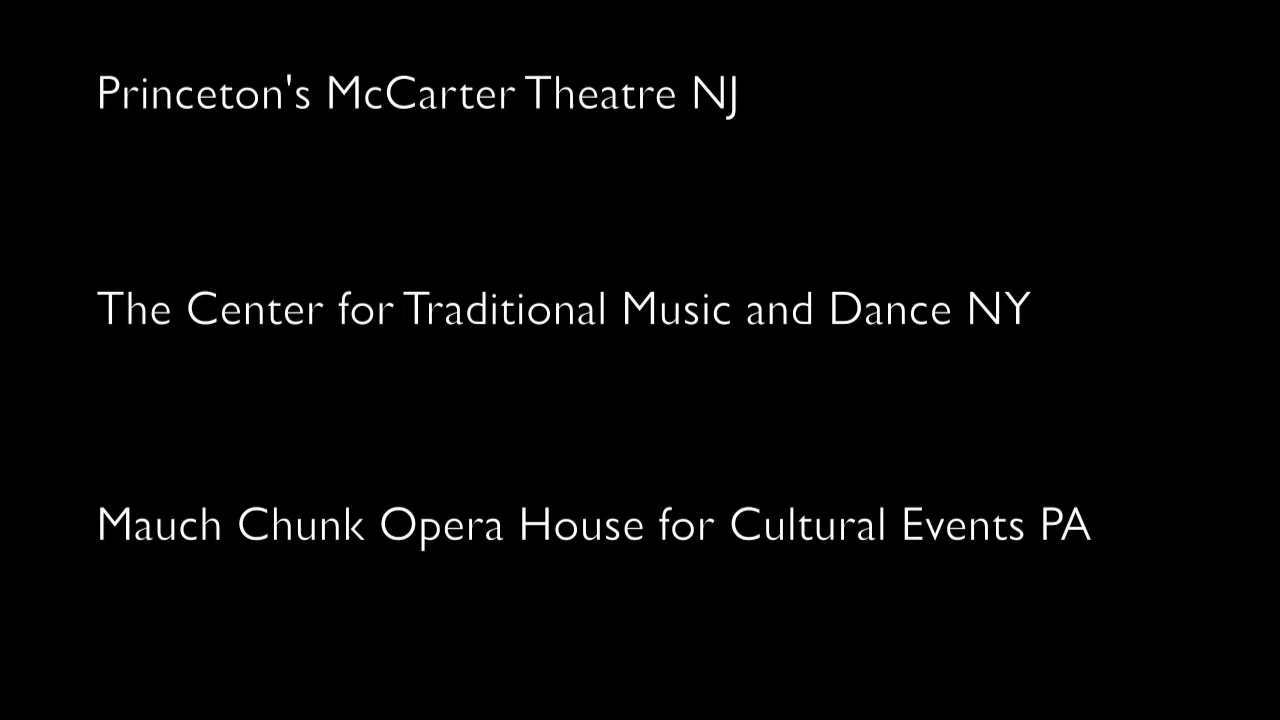 Princeton's McCarter Theatre NJ
The Center for Traditional Music and Dance NY
Mauch Chunk Opera House for Cultural Events PA